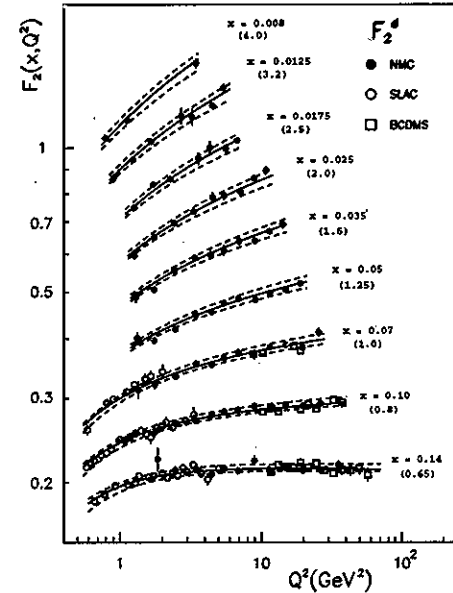 x = 0.008
(4.0)
F₂ᵈ
x = 0.0125
(3.2)
NMC
SLAC
BCDMS
x = 0.0175
(2.5)
x = 0.025
(2.0)
x = 0.035
(1.6)
x = 0.05
(1.25)
x = 0.07
(1.0)
x = 0.10
(0.8)
x = 0.14
(0.65)
F₂(x,Q²)
1
0.7
0.5
0.4
0.3
0.2
1
10
10²
Q²(GeV²)